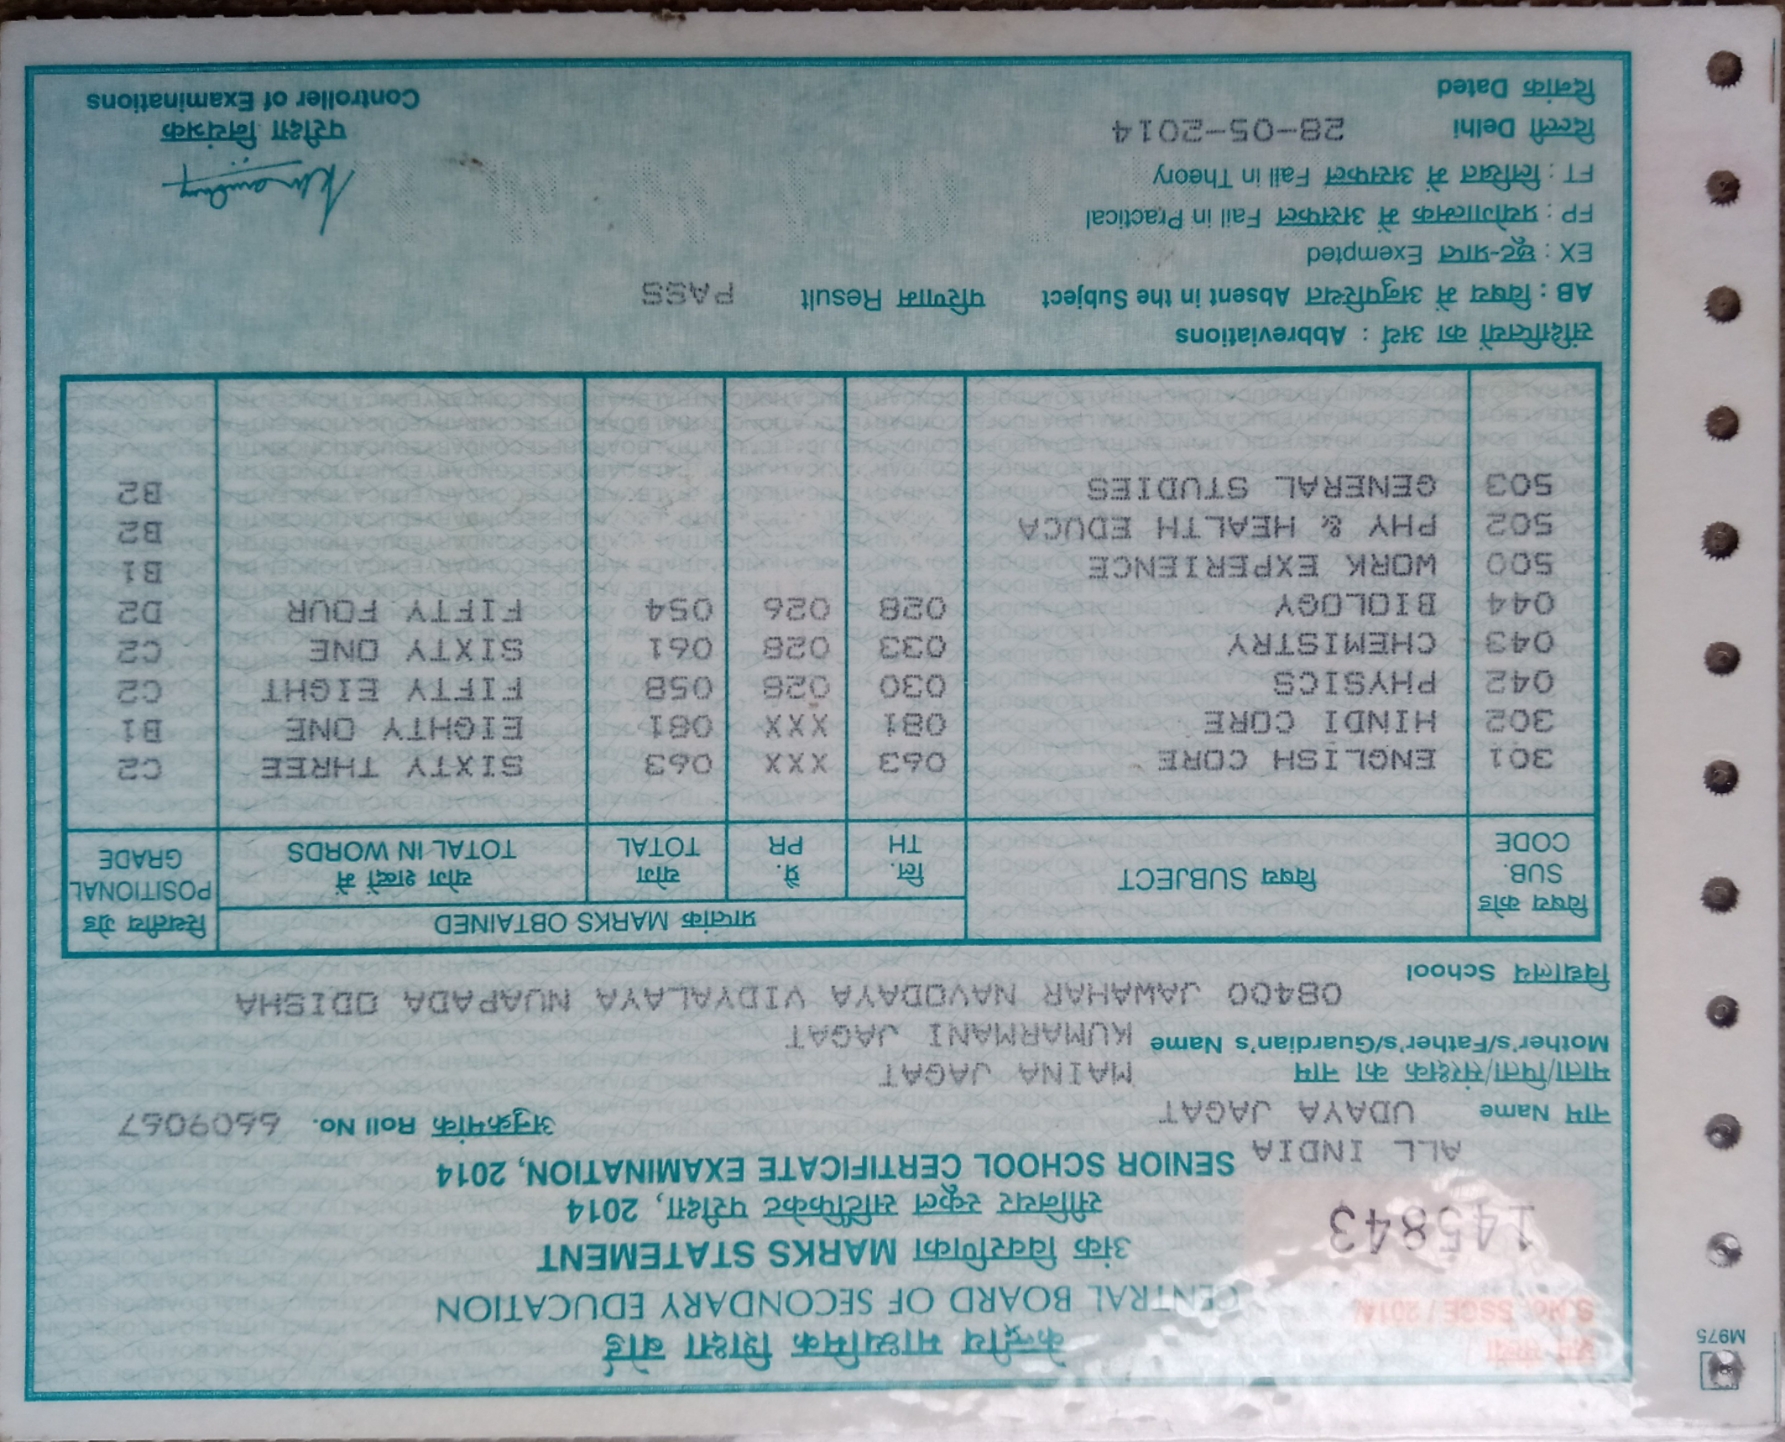 M975
क्रम संख्या
S.No. SSCE / 2014/
145843
केन्द्रीय माध्यमिक शिक्षा बोर्ड
CENTRAL BOARD OF SECONDARY EDUCATION
अंक विवरणिका MARKS STATEMENT
सीनियर स्कूल सर्टिफिकेट परीक्षा, 2014
ALL INDIA SENIOR SCHOOL CERTIFICATE EXAMINATION, 2014
नाम Name UDAYA JAGAT अनुक्रमांक Roll No. 6609067
माता/पिता/संरक्षक का नाम MAINA JAGAT
Mother's/Father's/Guardian's Name KUMARMANI JAGAT
विद्यालय School 08400 JAWAHAR NAVODAYA VIDYALAYA NUAPADA ODISHA
विषय कोड SUB. CODE विषय SUBJECT प्राप्तांक MARKS OBTAINED स्थितीय ग्रेड POSITIONAL GRADE
लि. TH प्रै. PR योग TOTAL योग शब्दों में TOTAL IN WORDS
301 ENGLISH CORE 063 XXX 063 SIXTY THREE C2
302 HINDI CORE 081 XXX 081 EIGHTY ONE B1
042 PHYSICS 030 028 058 FIFTY EIGHT C2
043 CHEMISTRY 033 028 061 SIXTY ONE C2
044 BIOLOGY 028 026 054 FIFTY FOUR D2
500 WORK EXPERIENCE B1
502 PHY & HEALTH EDUCA B2
503 GENERAL STUDIES B2
संक्षिप्तियों का अर्थ : Abbreviations
AB : विषय में अनुपस्थित Absent in the Subject परिणाम Result PASS
EX : छूट-प्राप्त Exempted
FP : प्रयोगात्मक में असफल Fail in Practical
FT : लिखित में असफल Fail in Theory
दिल्ली Delhi 28-05-2014 परीक्षा नियंत्रक
दिनांक Dated Controller of Examinations